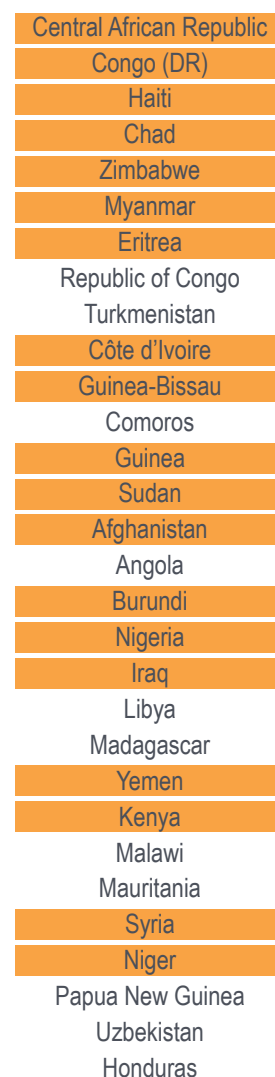 Central African Republic
Congo (DR)
Haiti
Chad
Zimbabwe
Myanmar
Eritrea
Republic of Congo
Turkmenistan
Côte d’Ivoire
Guinea-Bissau
Comoros
Guinea
Sudan
Afghanistan
Angola
Burundi
Nigeria
Iraq
Libya
Madagascar
Yemen
Kenya
Malawi
Mauritania
Syria
Niger
Papua New Guinea
Uzbekistan
Honduras